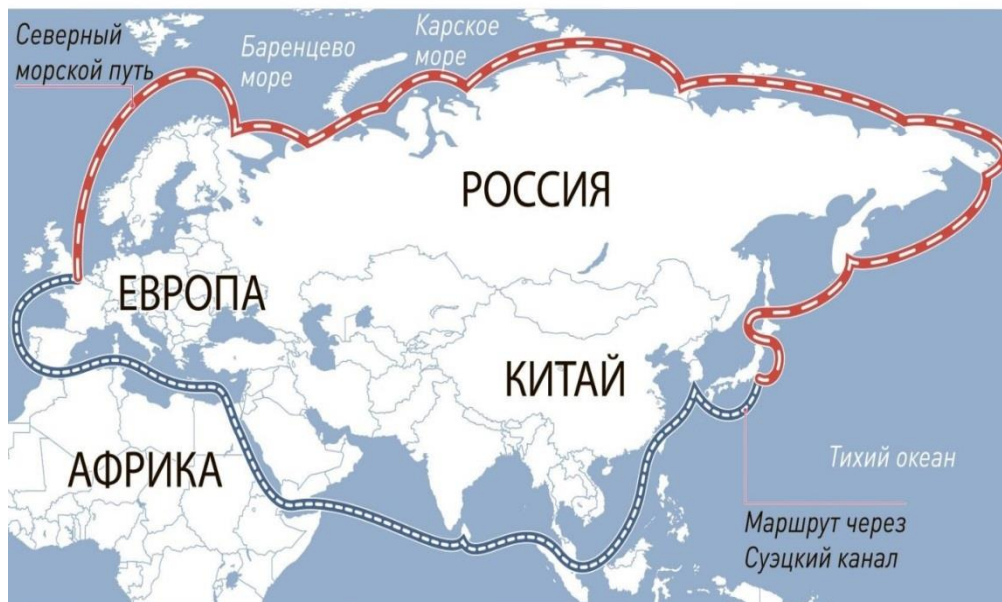 Северный
морской путь
Баренцево
море
Карское
море
РОССИЯ
ЕВРОПА
КИТАЙ
АФРИКА
Тихий океан
Маршрут через
Суэцкий канал